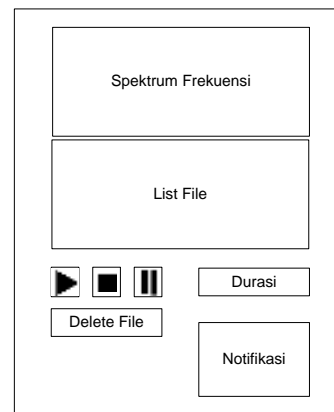 Spektrum Frekuensi
List File
Durasi
Delete File
Notifikasi